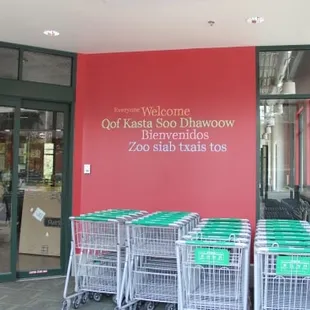 Everyone Welcome
Qof Kasta Soo Dhawoow
Bienvenidos
Zoo siab txais tos